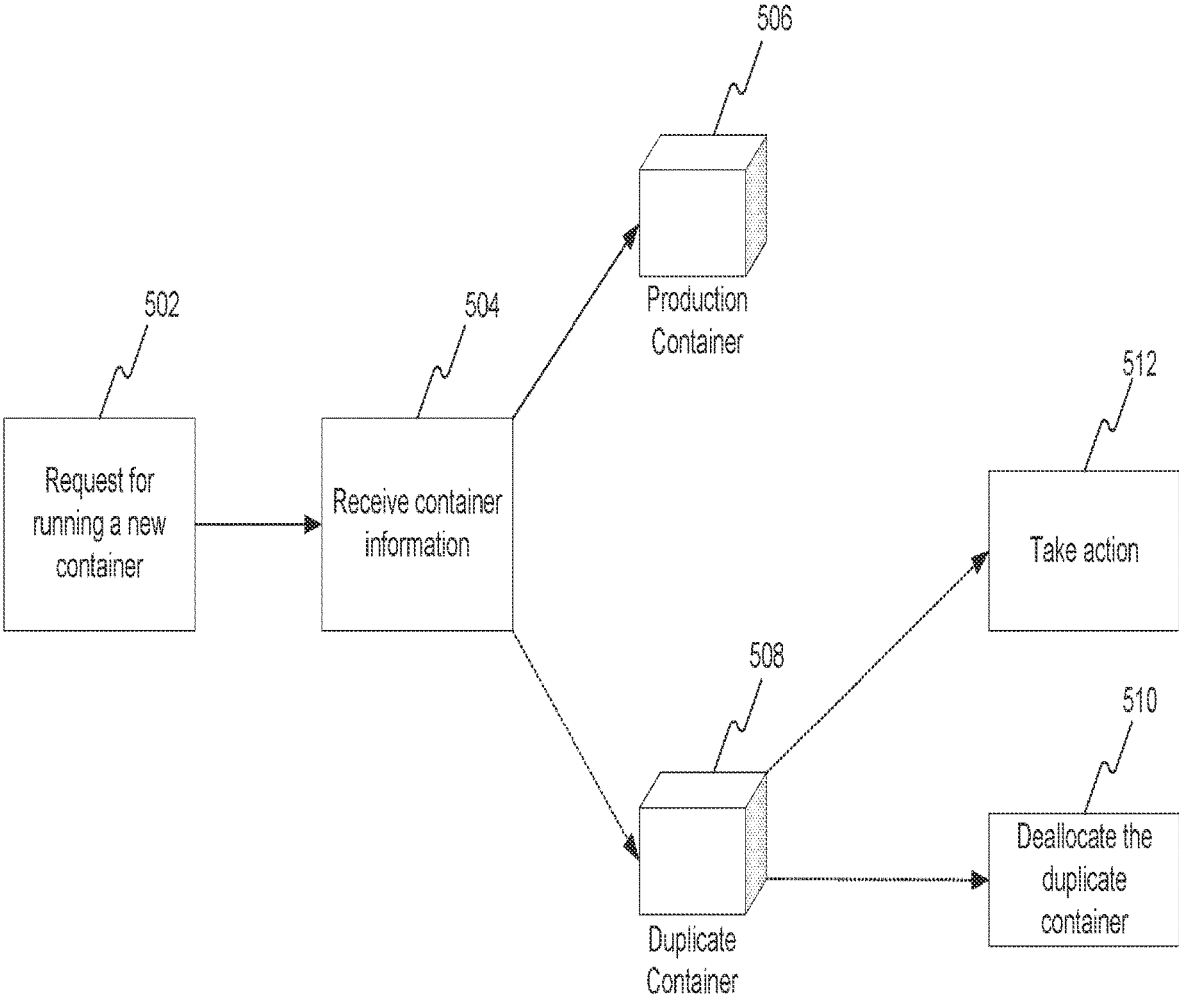 506
Production
Container
502
504
Request for
running a new
container
Receive container
information
512
Take action
508
Duplicate
Container
510
Deallocate the
duplicate
container